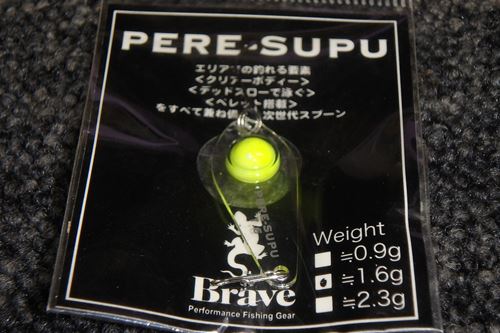 PERE-SUPU
エリアの釣れる要素
<クリアーボディー>
<デッドスローで泳ぐ>
<ペレット搭載>
をすべて兼ね備 次世代スプーン
PERE-SUPU
Weight
≒0.9g
≒1.6g
≒2.3g
Brave
Performance Fishing Gear